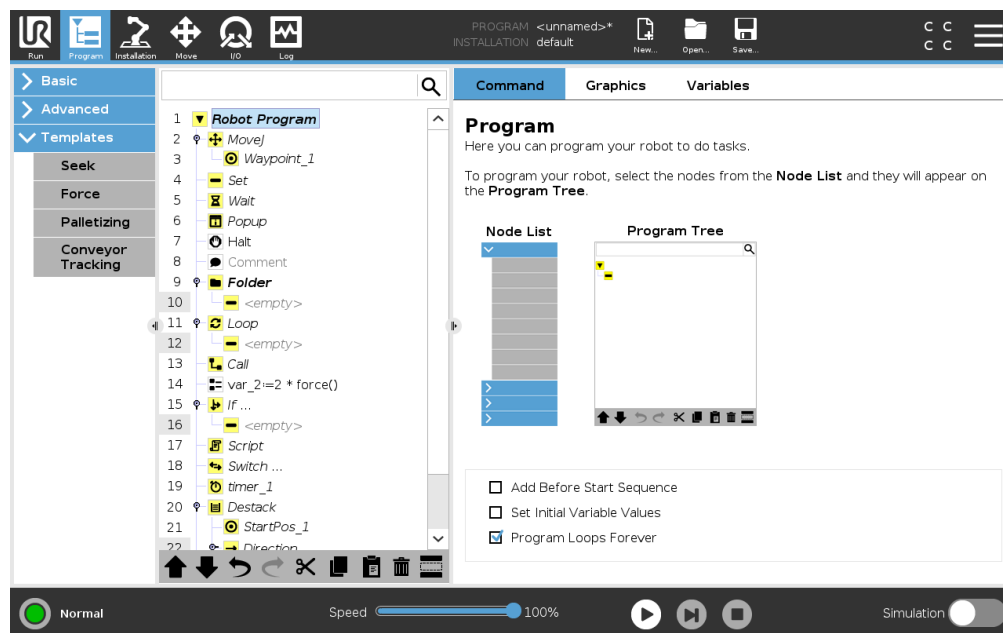 PROGRAM <unnamed>*
INSTALLATION default
Run Program Installation Move I/O Log New... Open... Save...
C C
C C
Basic
Advanced
Templates
Seek
Force
Palletizing
Conveyor
Tracking
1 Robot Program
2 MoveJ
3 Waypoint_1
4 Set
5 Wait
6 Popup
7 Halt
8 Comment
9 Folder
10 <empty>
11 Loop
12 <empty>
13 Call
14 var_2:=2 * force()
15 If ...
16 <empty>
17 Script
18 Switch ...
19 timer_1
20 Destack
21 StartPos_1
22 Direction
Command Graphics Variables
Program
Here you can program your robot to do tasks.
To program your robot, select the nodes from the Node List and they will appear on
the Program Tree.
Node List Program Tree
Add Before Start Sequence
Set Initial Variable Values
Program Loops Forever
Normal Speed 100% Simulation